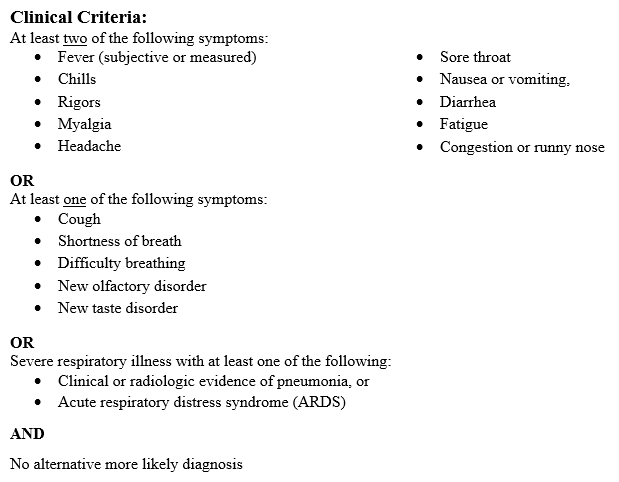 Clinical Criteria:
At least two of the following symptoms:
• Fever (subjective or measured)
• Chills
• Rigors
• Myalgia
• Headache
• Sore throat
• Nausea or vomiting,
• Diarrhea
• Fatigue
• Congestion or runny nose
OR
At least one of the following symptoms:
• Cough
• Shortness of breath
• Difficulty breathing
• New olfactory disorder
• New taste disorder
OR
Severe respiratory illness with at least one of the following:
• Clinical or radiologic evidence of pneumonia, or
• Acute respiratory distress syndrome (ARDS)
AND
No alternative more likely diagnosis